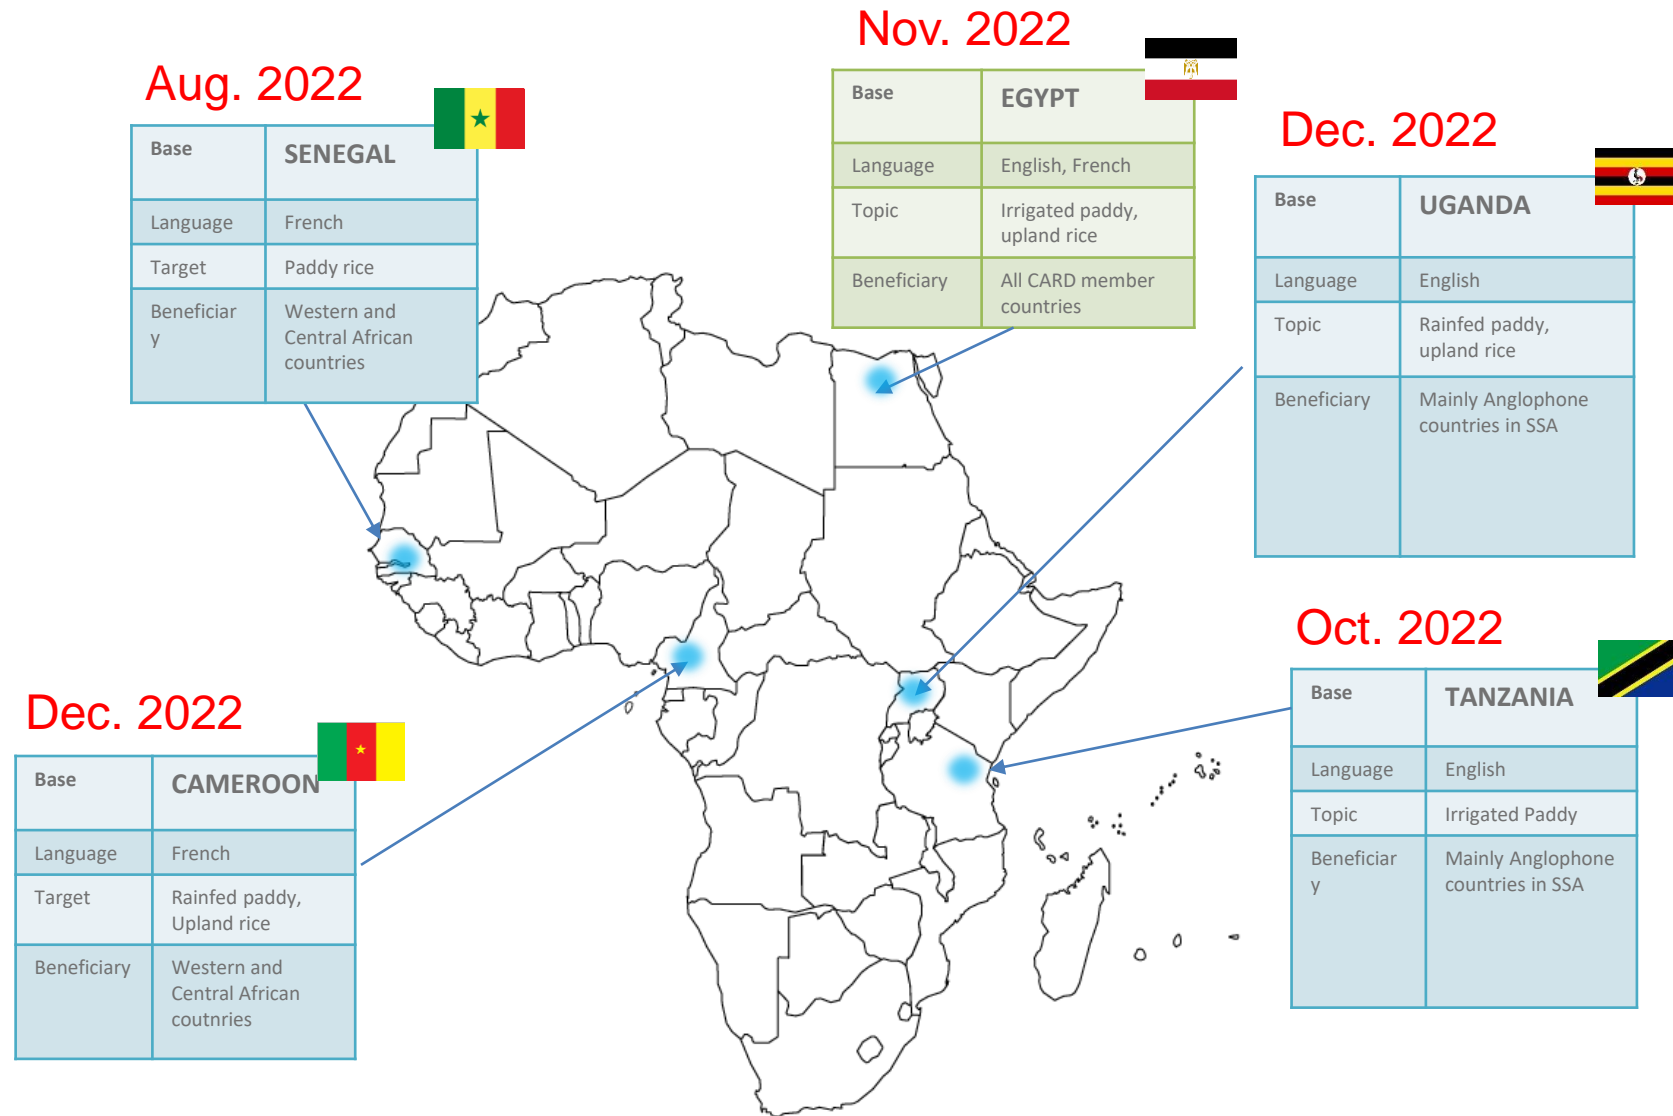 Aug. 2022
Base SENEGAL
Language French
Target Paddy rice
Beneficiar Western and
y Central African
countries
Nov. 2022
Base EGYPT
Language English, French
Topic Irrigated paddy,
upland rice
Beneficiary All CARD member
countries
Dec. 2022
Base UGANDA
Language English
Topic Rainfed paddy,
upland rice
Beneficiary Mainly Anglophone
countries in SSA
Dec. 2022
Base CAMEROON
Language French
Target Rainfed paddy,
Upland rice
Beneficiary Western and
Central African
coutnries
Oct. 2022
Base TANZANIA
Language English
Topic Irrigated Paddy
Beneficiar Mainly Anglophone
y countries in SSA